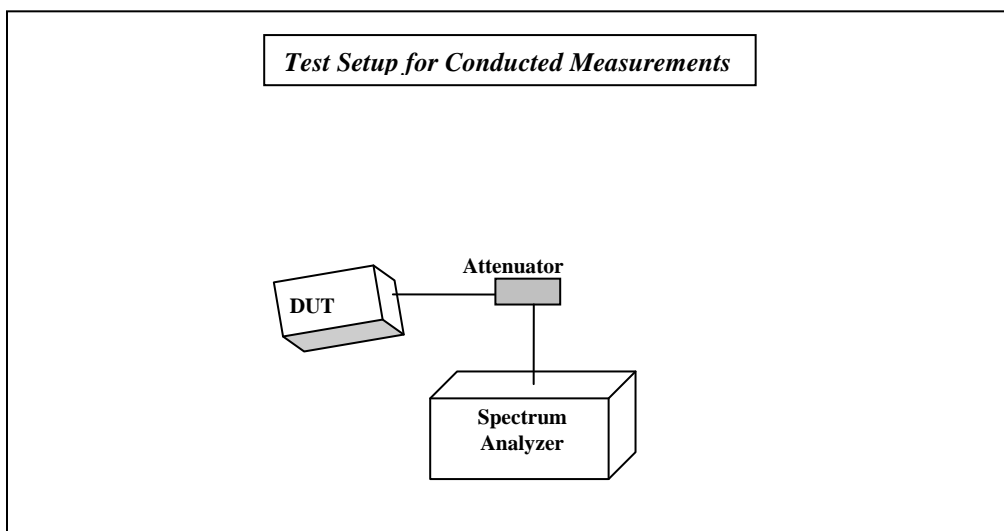 Test Setup for Conducted Measurements
Attenuator
DUT
Spectrum
Analyzer